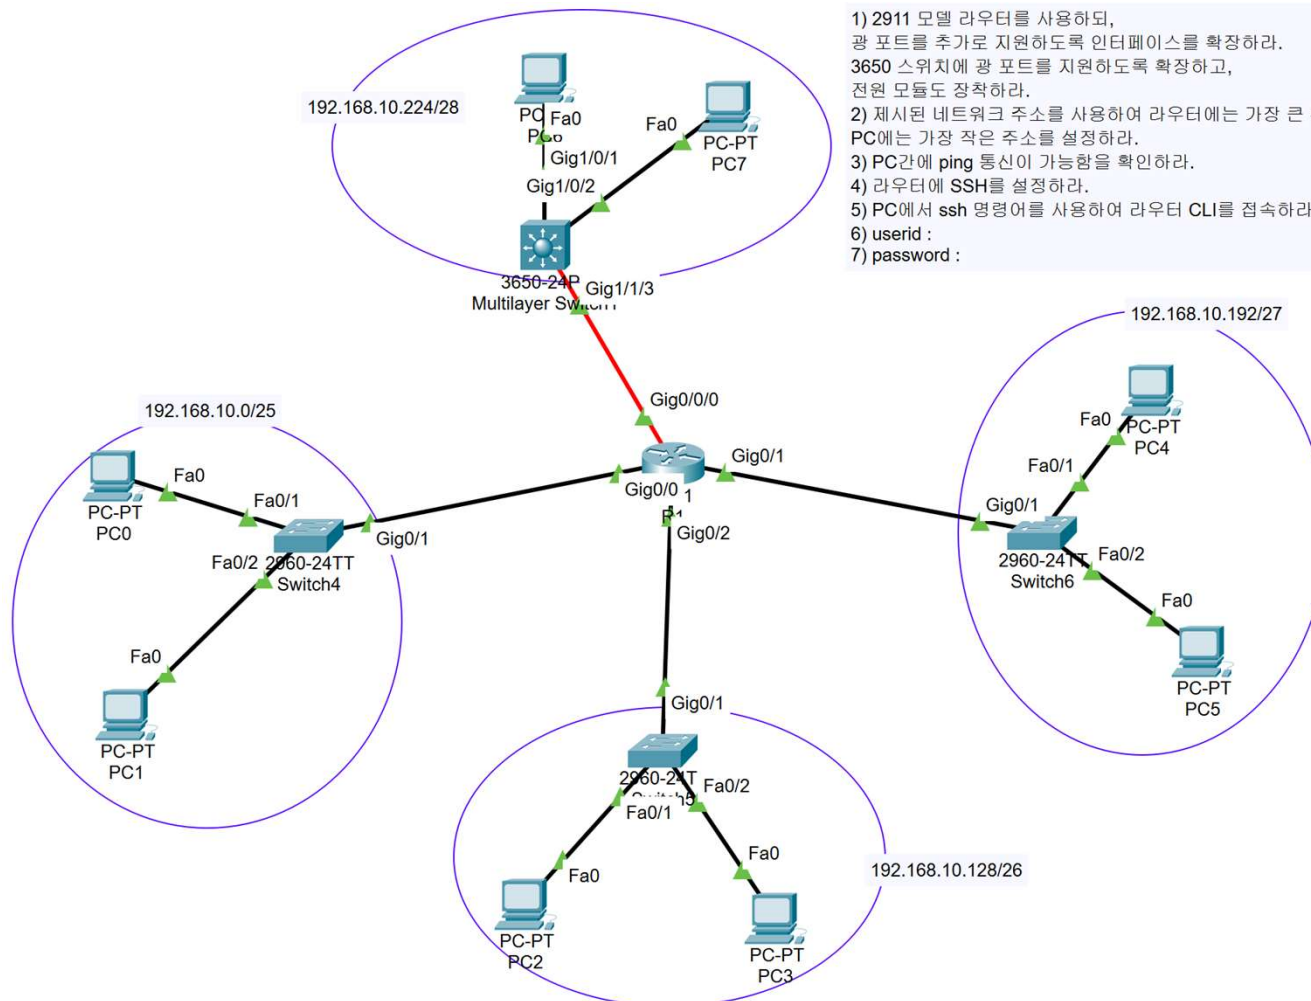 1) 2911 모델 라우터를 사용하되,
광 포트를 추가로 지원하도록 인터페이스를 확장하라.
3650 스위치에 광 포트를 지원하도록 확장하고,
전원 모듈도 장착하라.
2) 제시된 네트워크 주소를 사용하여 라우터에는 가장 큰
PC에는 가장 작은 주소를 설정하라.
3) PC간에 ping 통신이 가능함을 확인하라.
4) 라우터에 SSH를 설정하라.
5) PC에서 ssh 명령어를 사용하여 라우터 CLI를 접속하라
6) userid :
7) password :
192.168.10.224/28
Fa0
Gig1/0/1
Gig1/0/2
Fa0
PC-PT
PC7
3650-24P
Multilayer Switch1
Gig1/1/3
Gig0/0/0
Gig0/0
Gig0/1
Gig0/2
R1
192.168.10.0/25
PC-PT
PC0
Fa0
Fa0/1
Fa0/2
Gig0/1
2960-24TT
Switch4
Fa0
PC-PT
PC1
192.168.10.192/27
PC-PT
PC4
Fa0
Fa0/1
Gig0/1
2960-24TT
Switch6
Fa0/2
Fa0
PC-PT
PC5
Gig0/1
2960-24T
Switch5
Fa0/1
Fa0/2
Fa0
PC-PT
PC2
Fa0
PC-PT
PC3
192.168.10.128/26